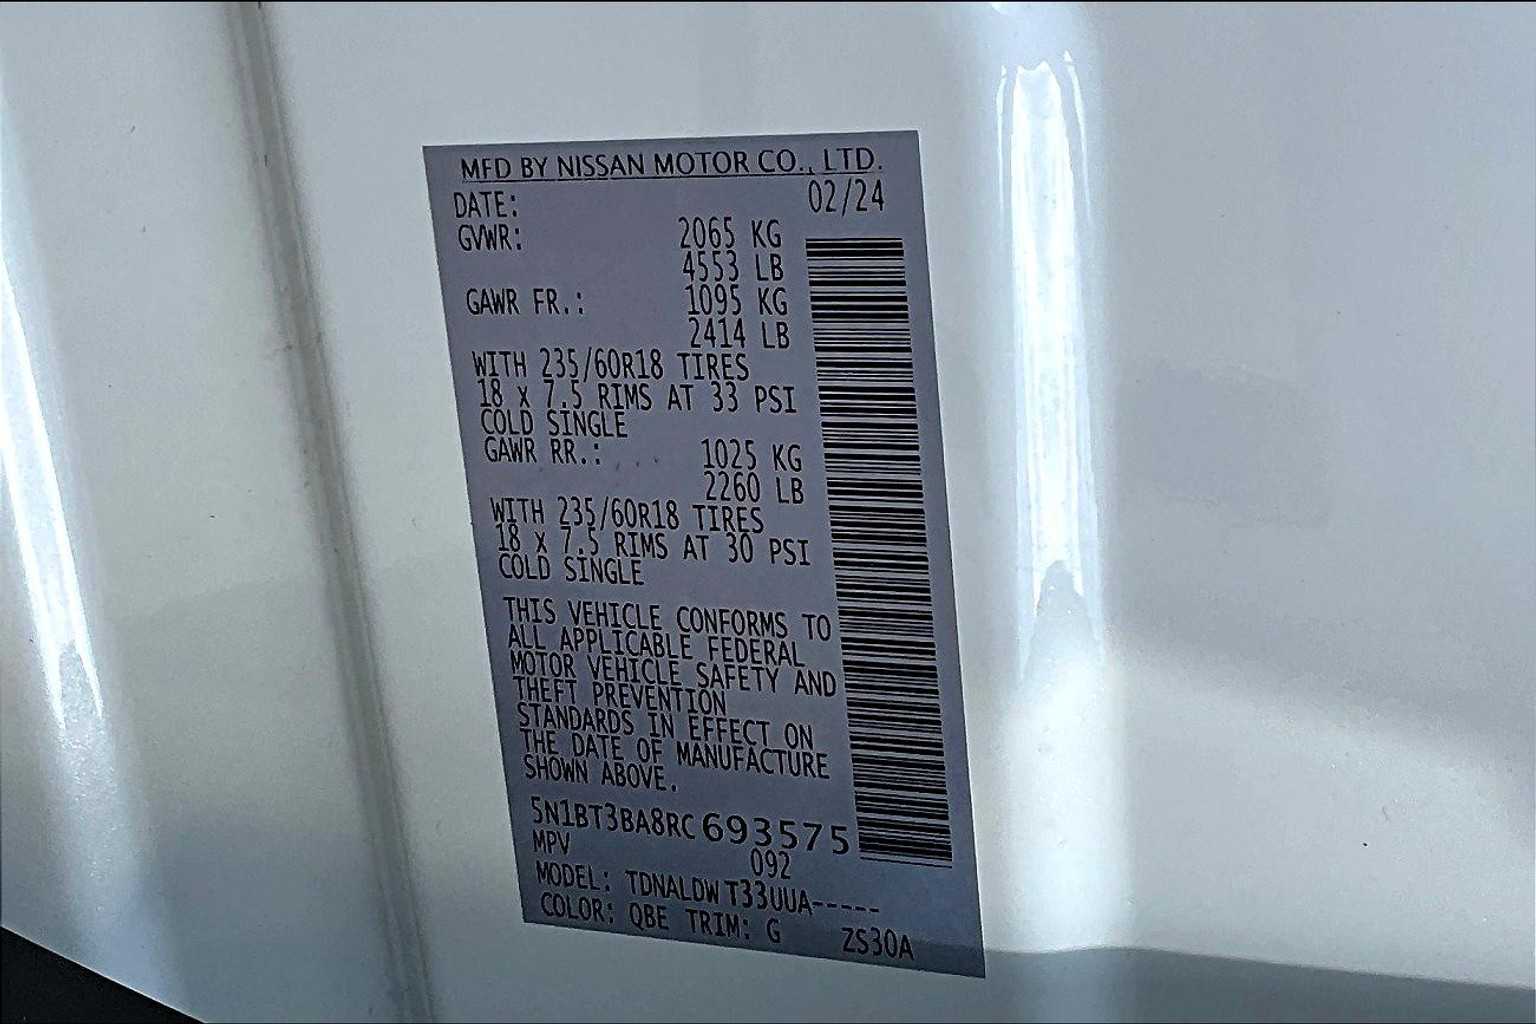 MFD BY NISSAN MOTOR CO., LTD.
DATE: 02/24
GVWR: 2065 KG
4553 LB
GAWR FR.: 1095 KG
2414 LB
WITH 235/60R18 TIRES
18 x 7.5 RIMS AT 33 PSI
COLD SINGLE
GAWR RR.: 1025 KG
2260 LB
WITH 235/60R18 TIRES
18 x 7.5 RIMS AT 30 PSI
COLD SINGLE
THIS VEHICLE CONFORMS TO
ALL APPLICABLE FEDERAL
MOTOR VEHICLE SAFETY AND
THEFT PREVENTION
STANDARDS IN EFFECT ON
THE DATE OF MANUFACTURE
SHOWN ABOVE.
5N1BT3BA8RC693575
MPV 092
MODEL: TDNALDWT33UUA-----
COLOR: QBE TRIM: G ZS30A